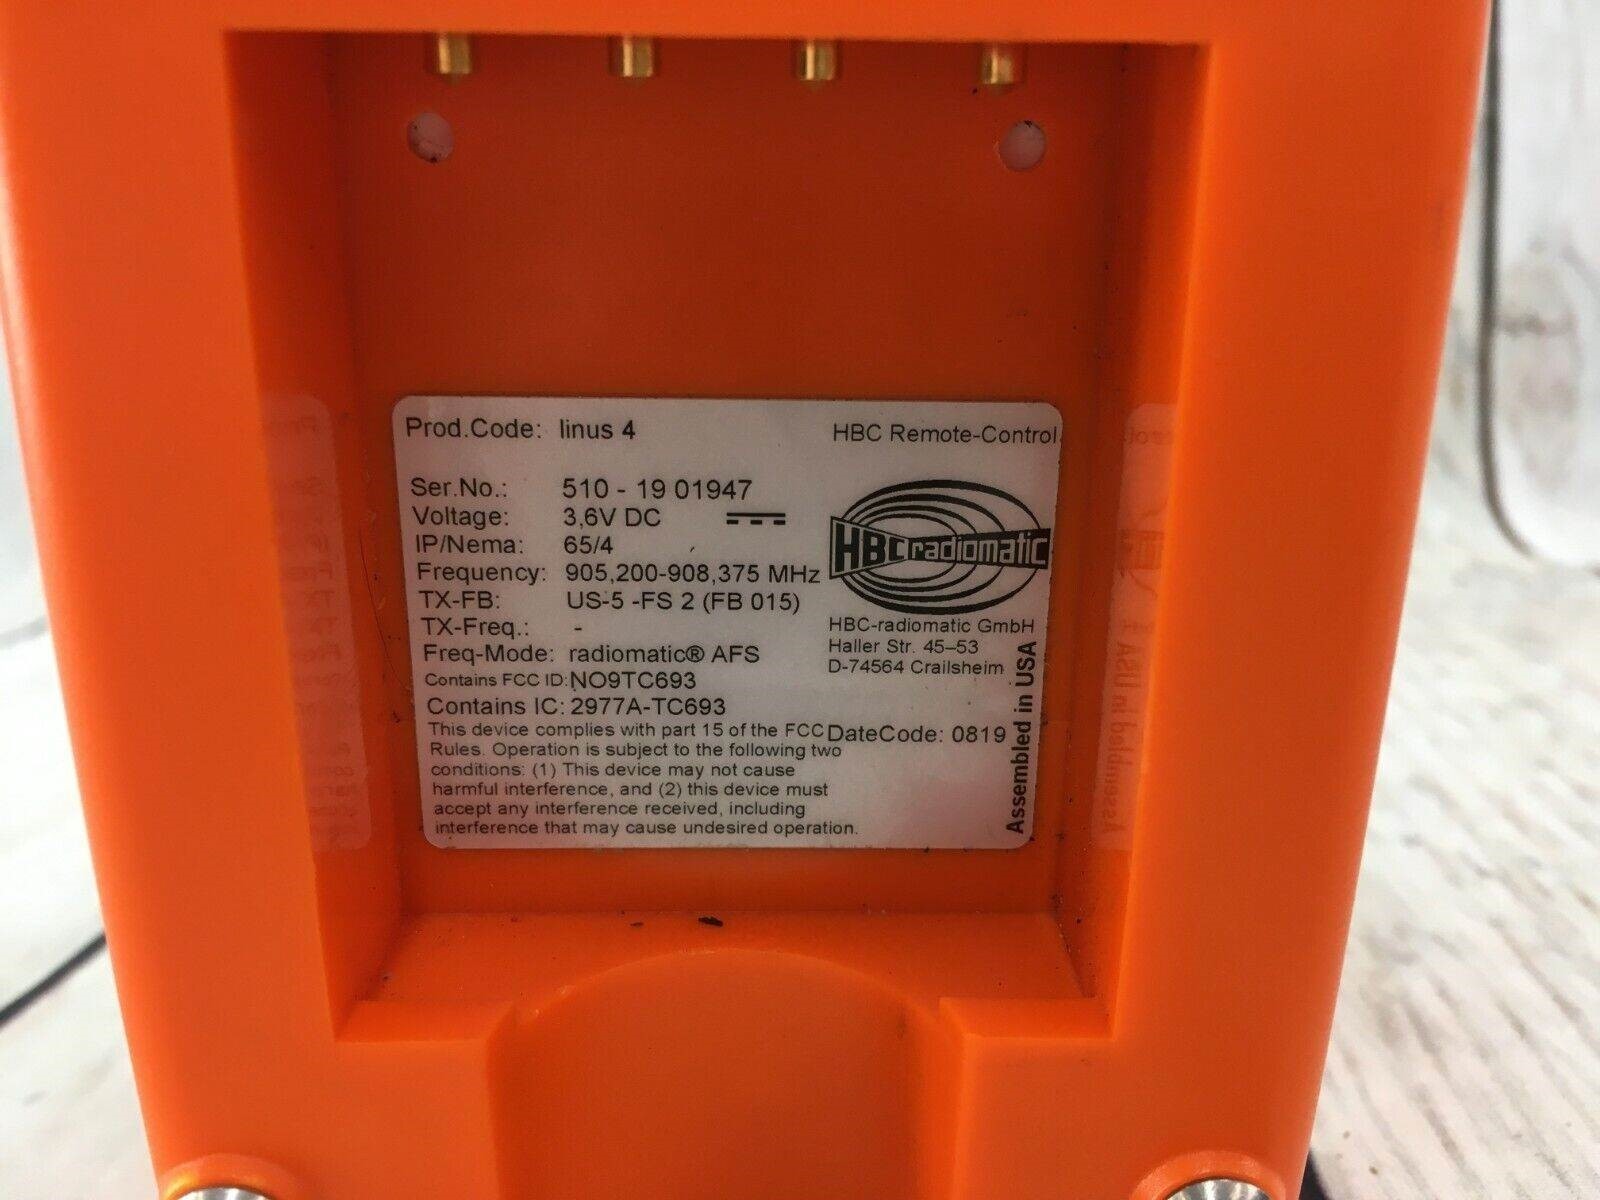 Prod.Code: linus 4
HBC Remote-Control
Ser.No.: 510 - 19 01947
Voltage: 3,6V DC
IP/Nema: 65/4
Frequency: 905,200-908,375 MHz
TX-FB: US-5 -FS 2 (FB 015)
TX-Freq.: -
Freq-Mode: radiomatic® AFS
Contains FCC ID: NO9TC693
Contains IC: 2977A-TC693
This device complies with part 15 of the FCC
Rules. Operation is subject to the following two
conditions: (1) This device may not cause
harmful interference, and (2) this device must
accept any interference received, including
interference that may cause undesired operation.
HBC radiomatic
HBC-radiomatic GmbH
Haller Str. 45–53
D-74564 Crailsheim
DateCode: 0819
Assembled in USA